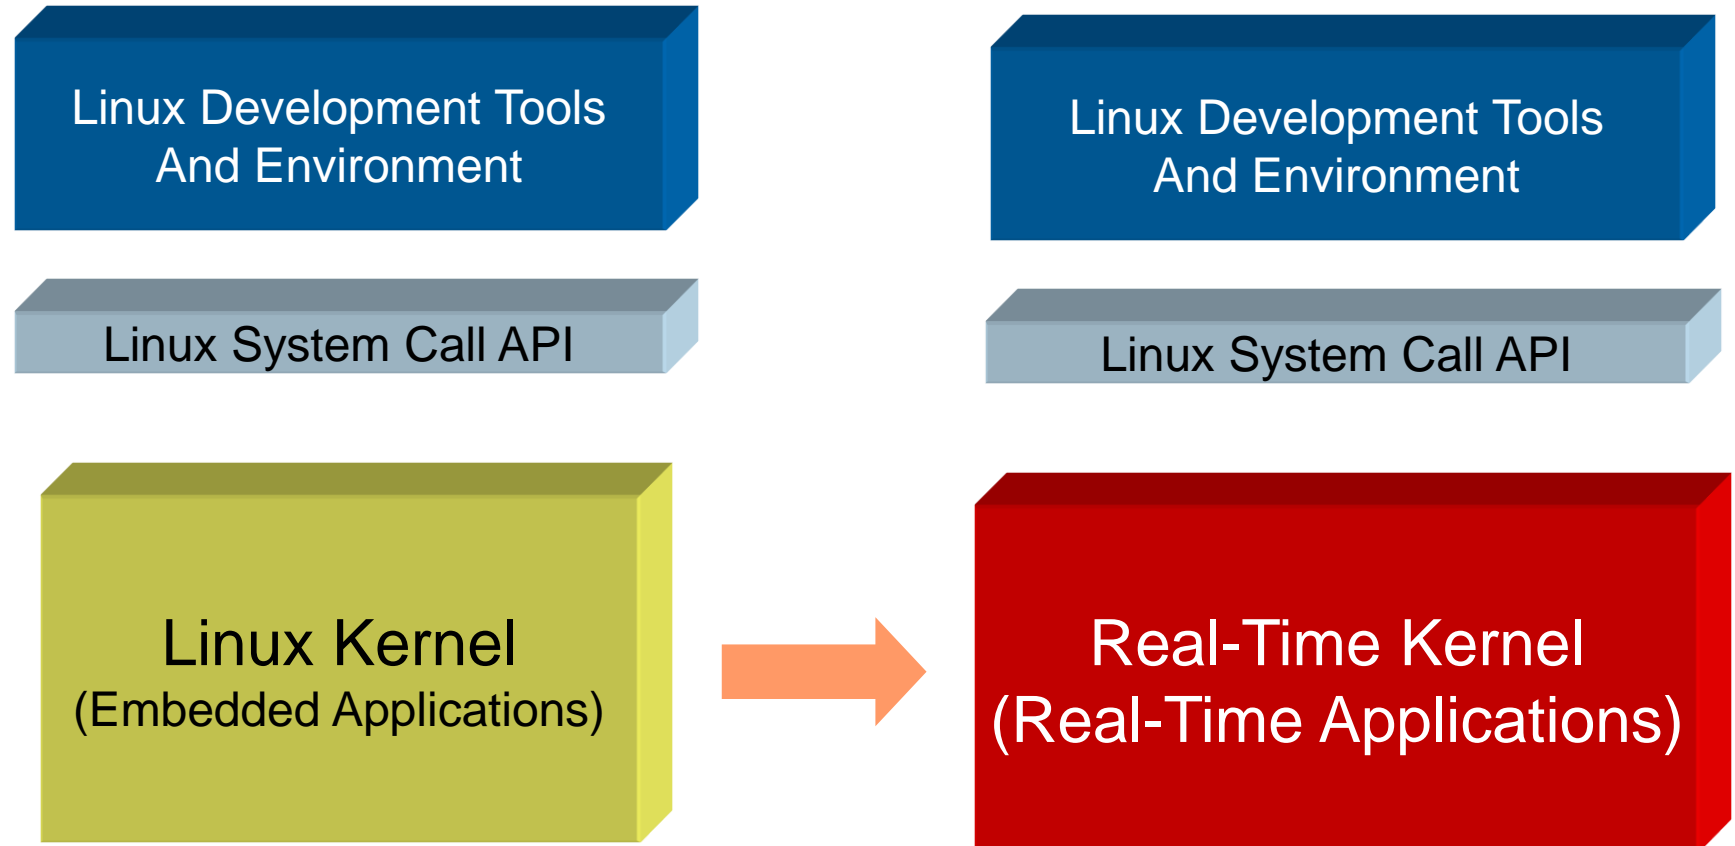 Linux Development Tools
And Environment
Linux System Call API
Linux Kernel
(Embedded Applications)
Linux Development Tools
And Environment
Linux System Call API
Real-Time Kernel
(Real-Time Applications)